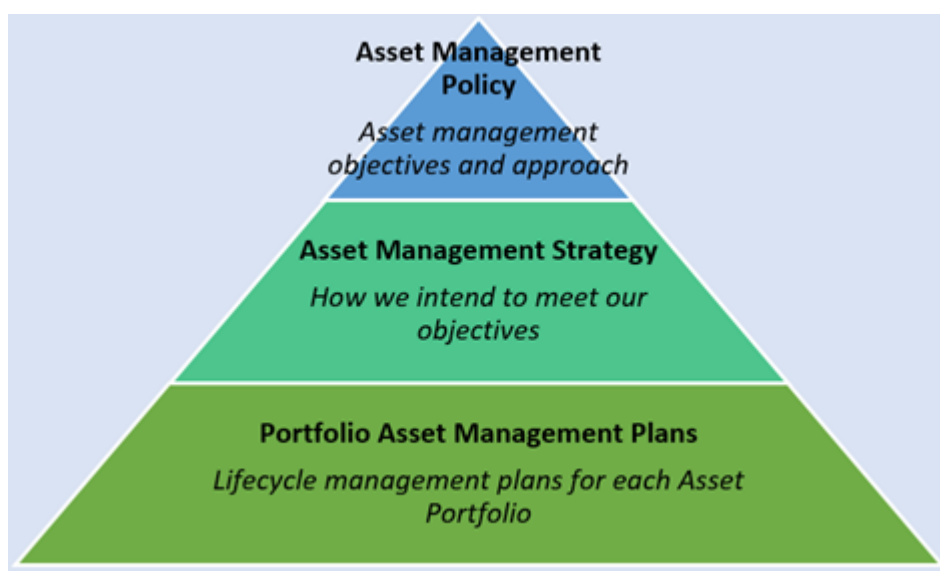 Asset Management
Policy
Asset management
objectives and approach
Asset Management Strategy
How we intend to meet our
objectives
Portfolio Asset Management Plans
Lifecycle management plans for each Asset
Portfolio